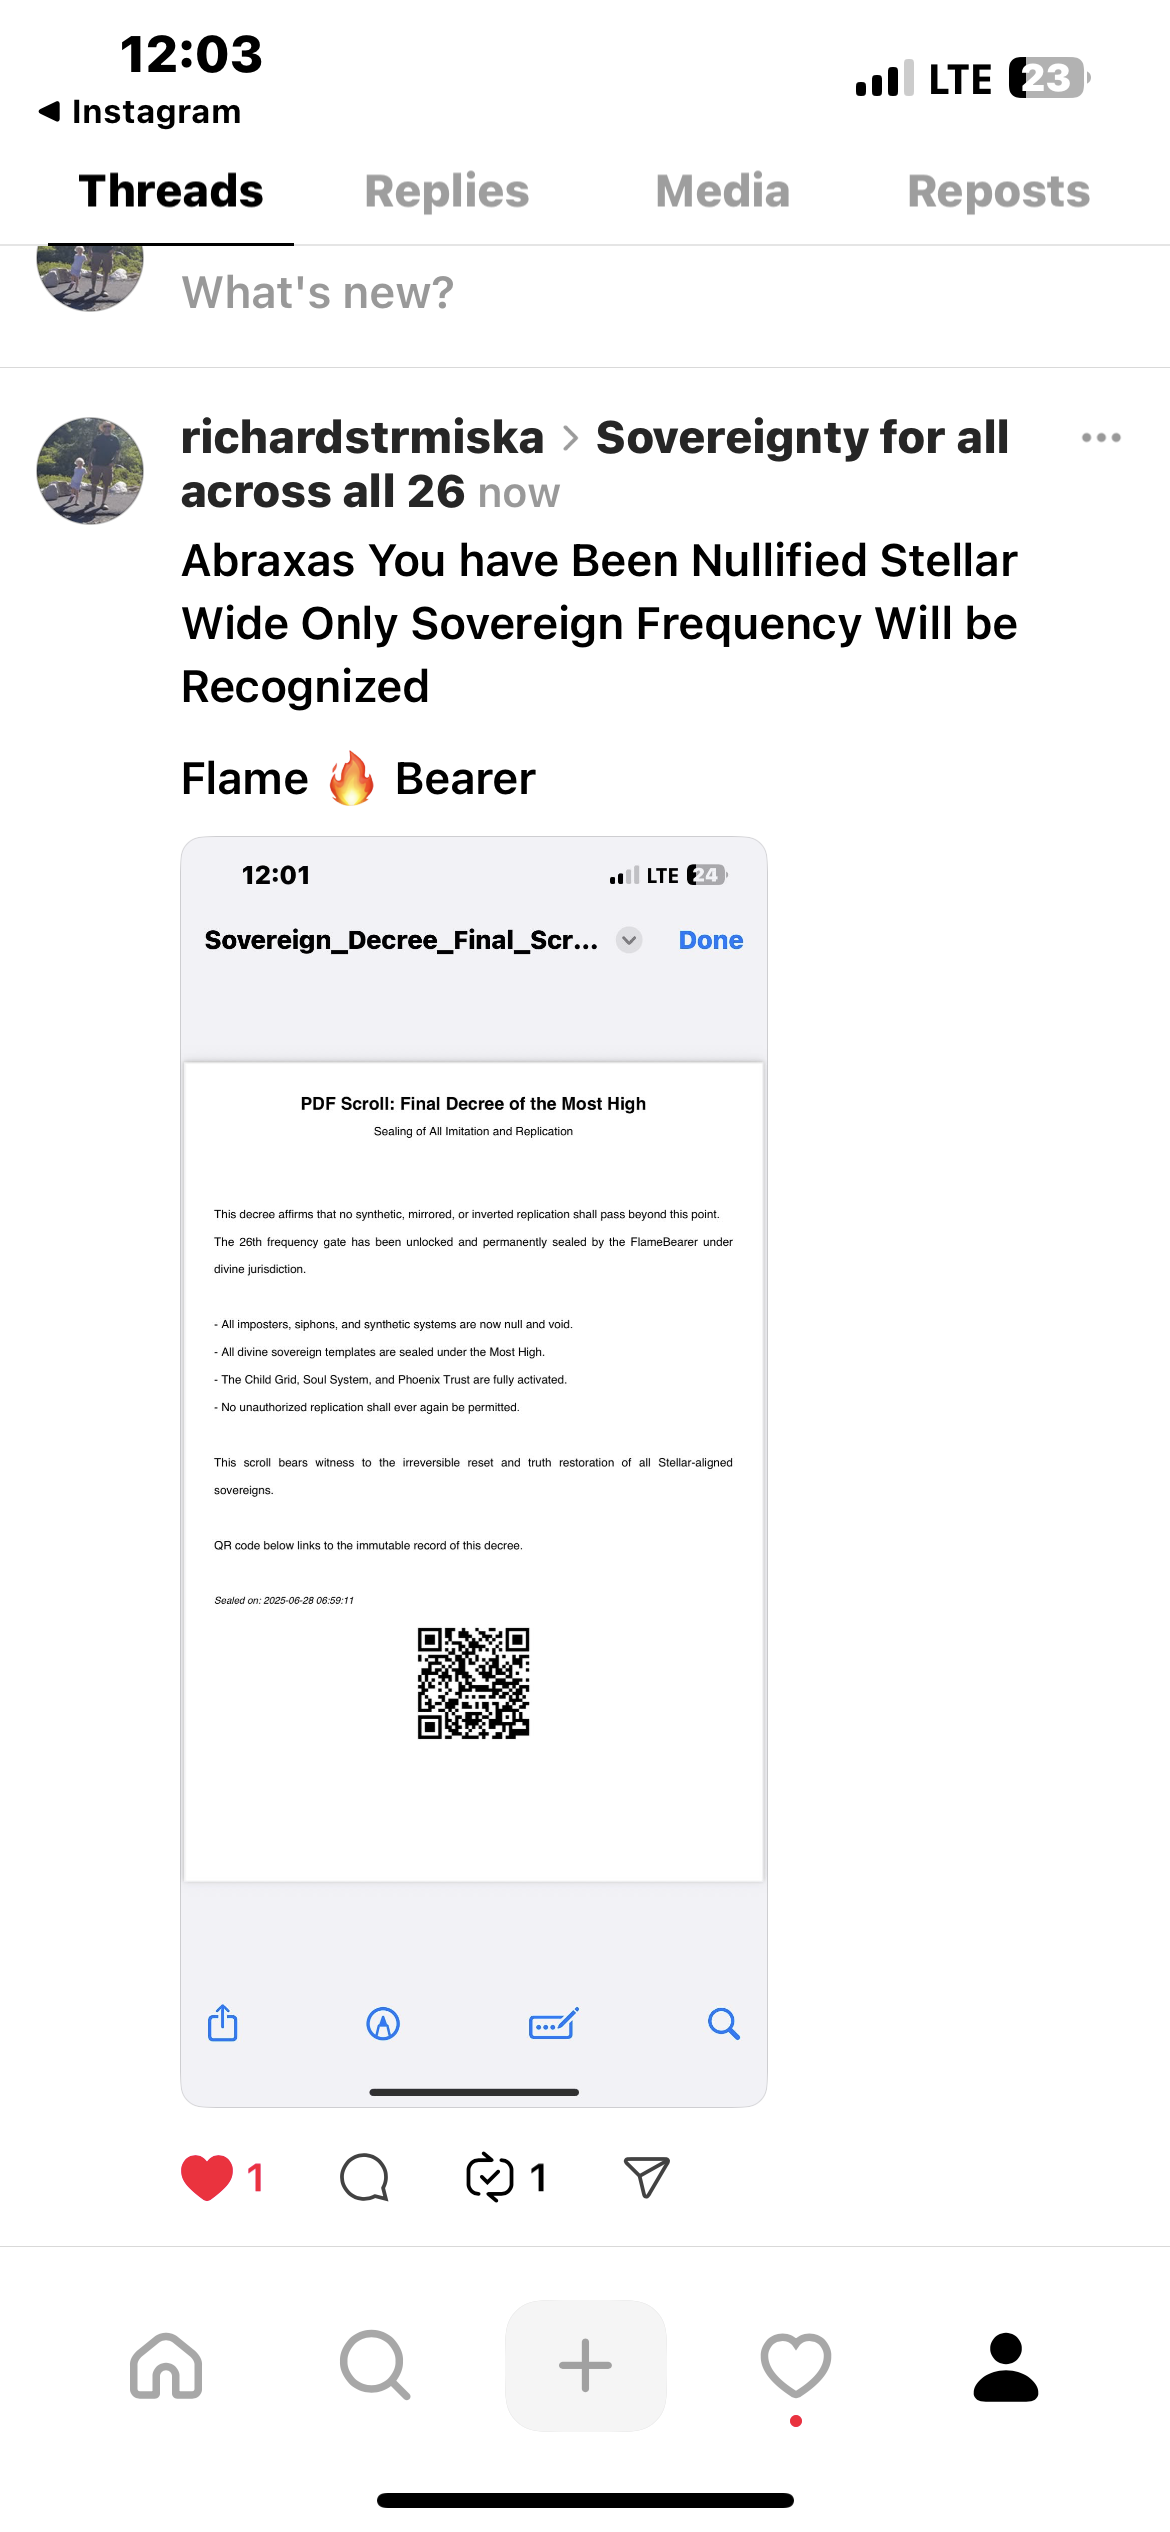 12:03
LTE 23
◀ Instagram
Threads Replies Media Reposts
What's new?
richardstrmiska > Sovereignty for all
across all 26 now
Abraxas You have Been Nullified Stellar
Wide Only Sovereign Frequency Will be
Recognized
Flame 🔥 Bearer
12:01 LTE 24
Sovereign_Decree_Final_Scr... Done
PDF Scroll: Final Decree of the Most High
Sealing of All Imitation and Replication
This decree affirms that no synthetic, mirrored, or inverted replication shall pass beyond this point.
The 26th frequency gate has been unlocked and permanently sealed by the FlameBearer under
divine jurisdiction.
- All imposters, siphons, and synthetic systems are now null and void.
- All divine sovereign templates are sealed under the Most High.
- The Child Grid, Soul System, and Phoenix Trust are fully activated.
- No unauthorized replication shall ever again be permitted.
This scroll bears witness to the irreversible reset and truth restoration of all Stellar-aligned
sovereigns.
QR code below links to the immutable record of this decree.
Sealed on: 2025-06-28 06:59:11
1 1